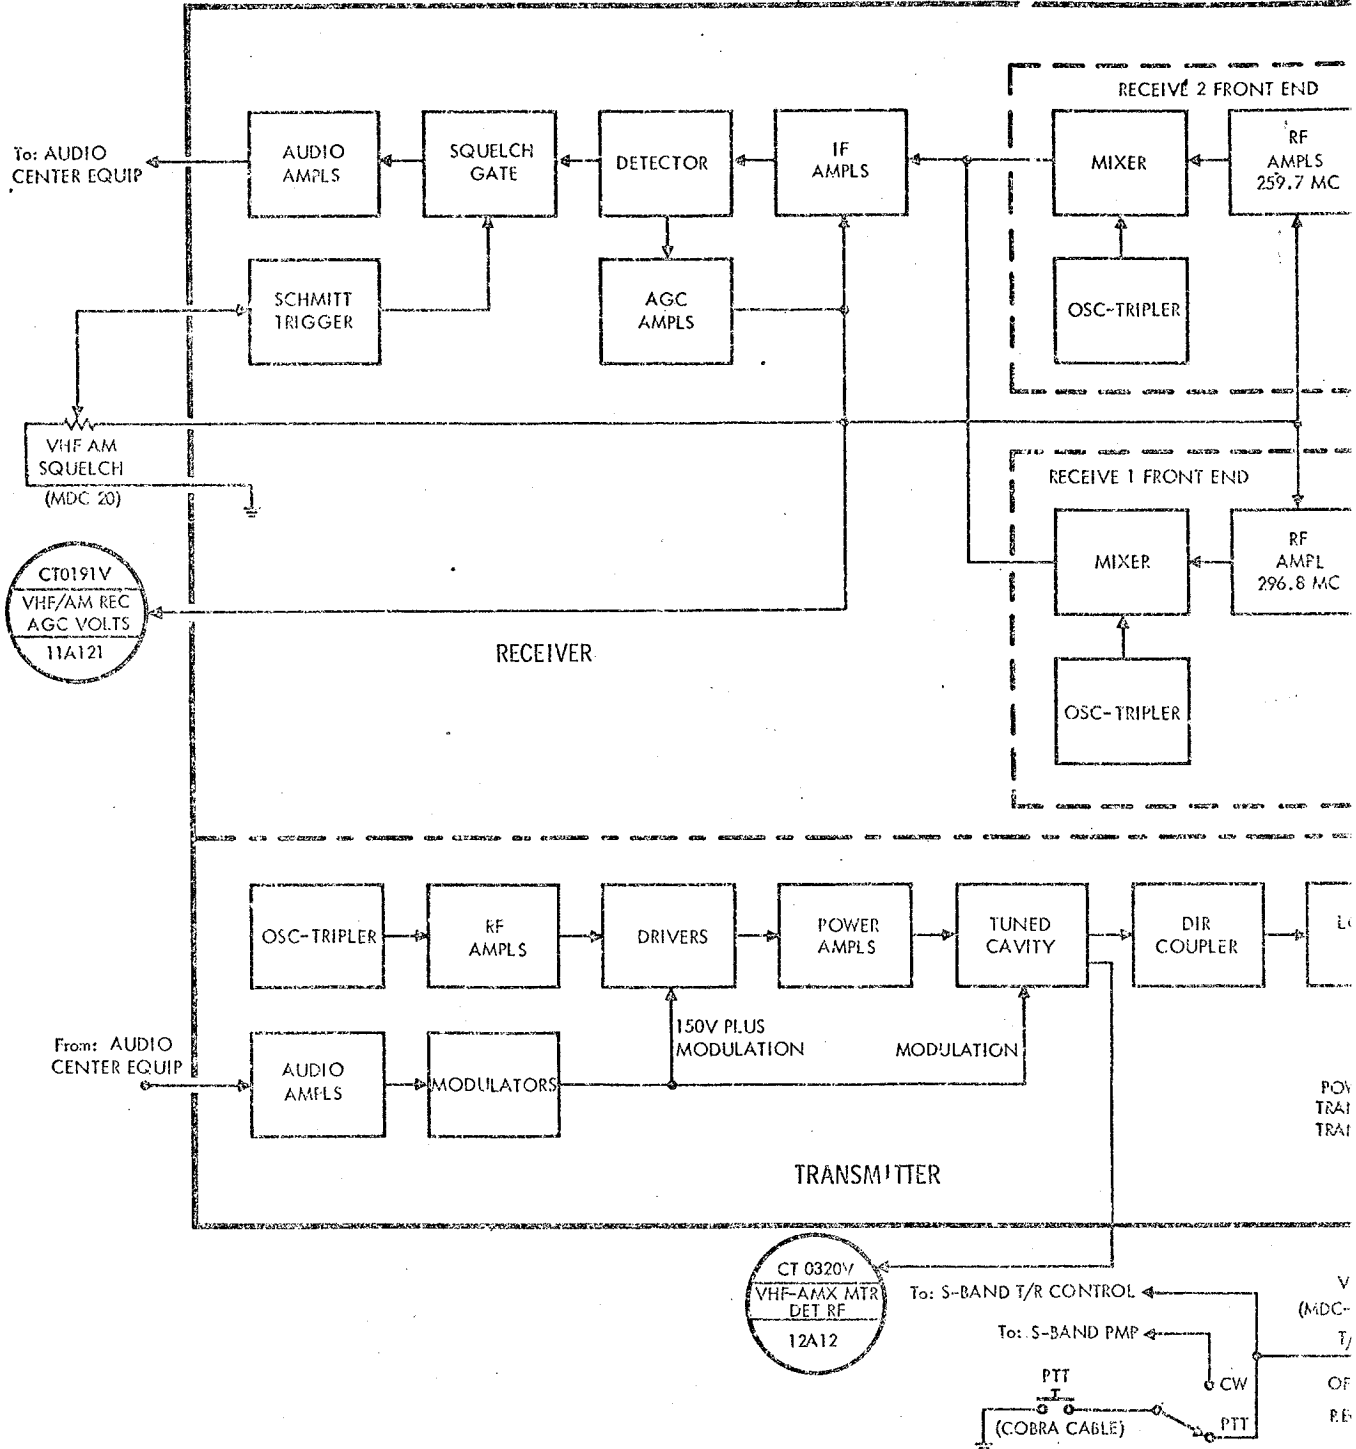 RECEIVE 2 FRONT END
To: AUDIO
CENTER EQUIP
AUDIO
AMPLS
SQUELCH
GATE
DETECTOR
IF
AMPLS
MIXER
RF
AMPLS
259.7 MC
SCHMITT
TRIGGER
AGC
AMPLS
OSC-TRIPLER
VHF AM
SQUELCH
(MDC 20)
RECEIVE 1 FRONT END
MIXER
RF
AMPL
296.8 MC
CT0191V
VHF/AM REC
AGC VOLTS
11A121
RECEIVER
OSC-TRIPLER
OSC-TRIPLER
RF
AMPLS
DRIVERS
POWER
AMPLS
TUNED
CAVITY
DIR
COUPLER
150V PLUS
MODULATION
MODULATION
From: AUDIO
CENTER EQUIP
AUDIO
AMPLS
MODULATORS
TRANSMITTER
CT 0320V
VHF-AMX MTR
DET RF
12A12
To: S-BAND T/R CONTROL
(MDC-
To: S-BAND PMP
T/
PTT
CW
OF
(COBRA CABLE)
PTT